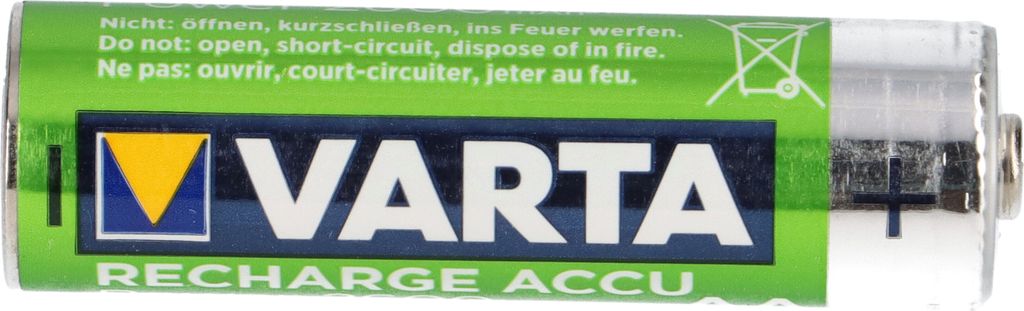 Nicht: öffnen, kurzschließen, ins Feuer werfen.
Do not: open, short-circuit, dispose of in fire.
Ne pas: ouvrir, court-circuiter, jeter au feu.
VARTA
RECHARGE ACCU